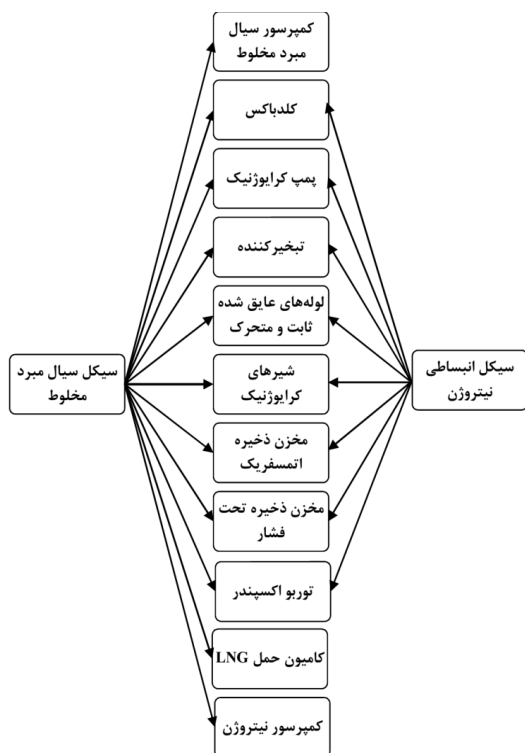 کمپرسور سیال
مبرد مخلوط
کلدباکس
پمپ کرایوژنیک
تبخیرکننده
لوله‌های عایق شده
ثابت و متحرک
سیکل سیال مبرد
مخلوط
شیرهای
کرایوژنیک
سیکل انبساطی
نیتروژن
مخزن ذخیره
اتمسفریک
مخزن ذخیره تحت
فشار
توربو اکسپندر
کامیون حمل LNG
کمپرسور نیتروژن